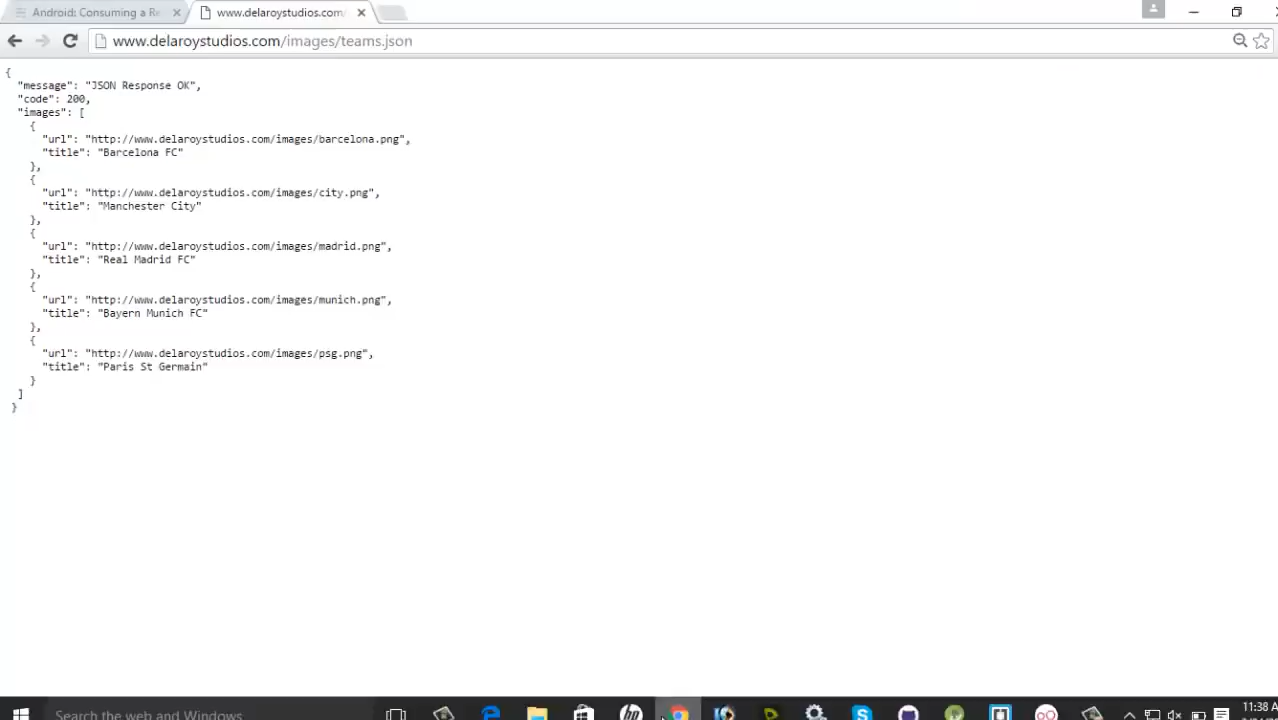 Android: Consuming a Re
www.delaroystudios.com/
www.delaroystudios.com/images/teams.json
{
"message": "JSON Response OK",
"code": 200,
"images": [
{
"url": "http://www.delaroystudios.com/images/barcelona.png",
"title": "Barcelona FC"
},
{
"url": "http://www.delaroystudios.com/images/city.png",
"title": "Manchester City"
},
{
"url": "http://www.delaroystudios.com/images/madrid.png",
"title": "Real Madrid FC"
},
{
"url": "http://www.delaroystudios.com/images/munich.png",
"title": "Bayern Munich FC"
},
{
"url": "http://www.delaroystudios.com/images/psg.png",
"title": "Paris St Germain"
}
]
}
Search the web and Windows
hp
11:38 A